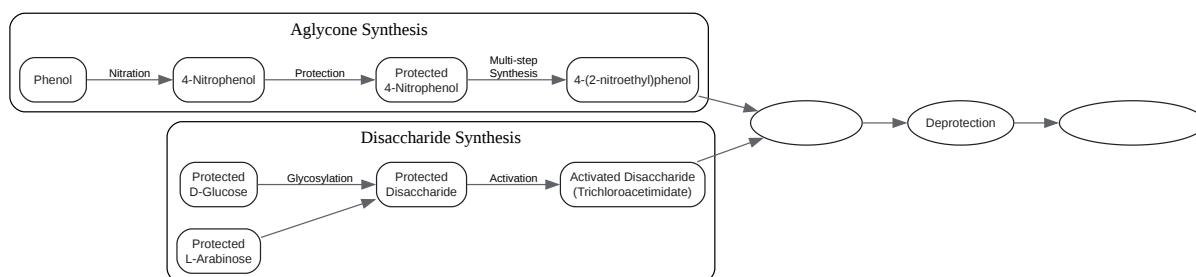 Aglycone Synthesis
Phenol
Nitration
4-Nitrophenol
Protection
Protected
4-Nitrophenol
Multi-step
Synthesis
4-(2-nitroethyl)phenol
Disaccharide Synthesis
Protected
D-Glucose
Glycosylation
Protected
Disaccharide
Activation
Activated Disaccharide
(Trichloroacetimidate)
Protected
L-Arabinose
Deprotection